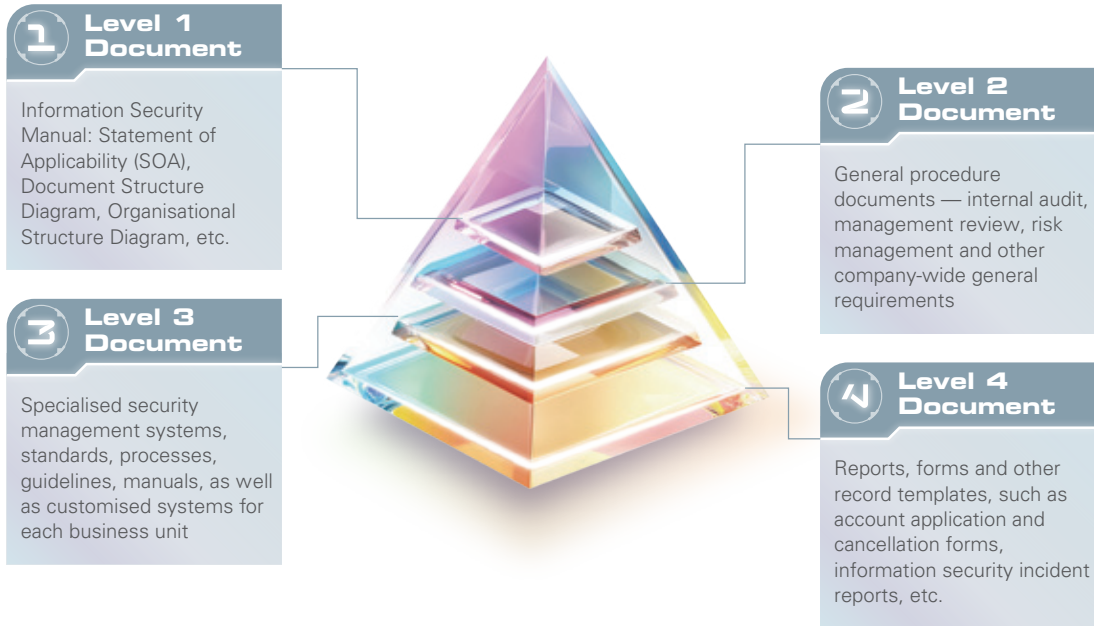 1
Level 1
Document
Information Security
Manual: Statement of
Applicability (SOA),
Document Structure
Diagram, Organisational
Structure Diagram, etc.
2
Level 2
Document
General procedure
documents — internal audit,
management review, risk
management and other
company-wide general
requirements
3
Level 3
Document
Specialised security
management systems,
standards, processes,
guidelines, manuals, as well
as customised systems for
each business unit
4
Level 4
Document
Reports, forms and other
record templates, such as
account application and
cancellation forms,
information security incident
reports, etc.